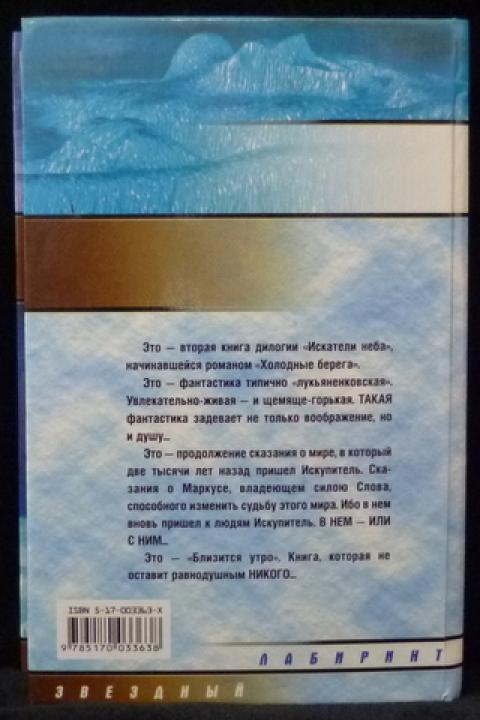 Это — вторая книга дилогии «Искатели неба»,
начинавшейся романом «Холодные берега».
Это — фантастика типично «лукьяненковская».
Увлекательно-живая — и щемяще-горькая. ТАКАЯ
фантастика задевает не только воображение, но
и душу...
Это — продолжение сказания о мире, в который
две тысячи лет назад пришел Искупитель. Ска-
зания о Маркусе, владеющем силою Слова,
способного изменить судьбу этого мира. Ибо в нем
вновь пришел к людям Искупитель. В НЕМ — ИЛИ
С НИМ...
Это — «Близится утро». Книга, которая не
оставит равнодушным НИКОГО...
ISBN 5-17-003363-X
9 785170 033638
ЛАБИРИНТ
ЗВЕЗДНЫЙ